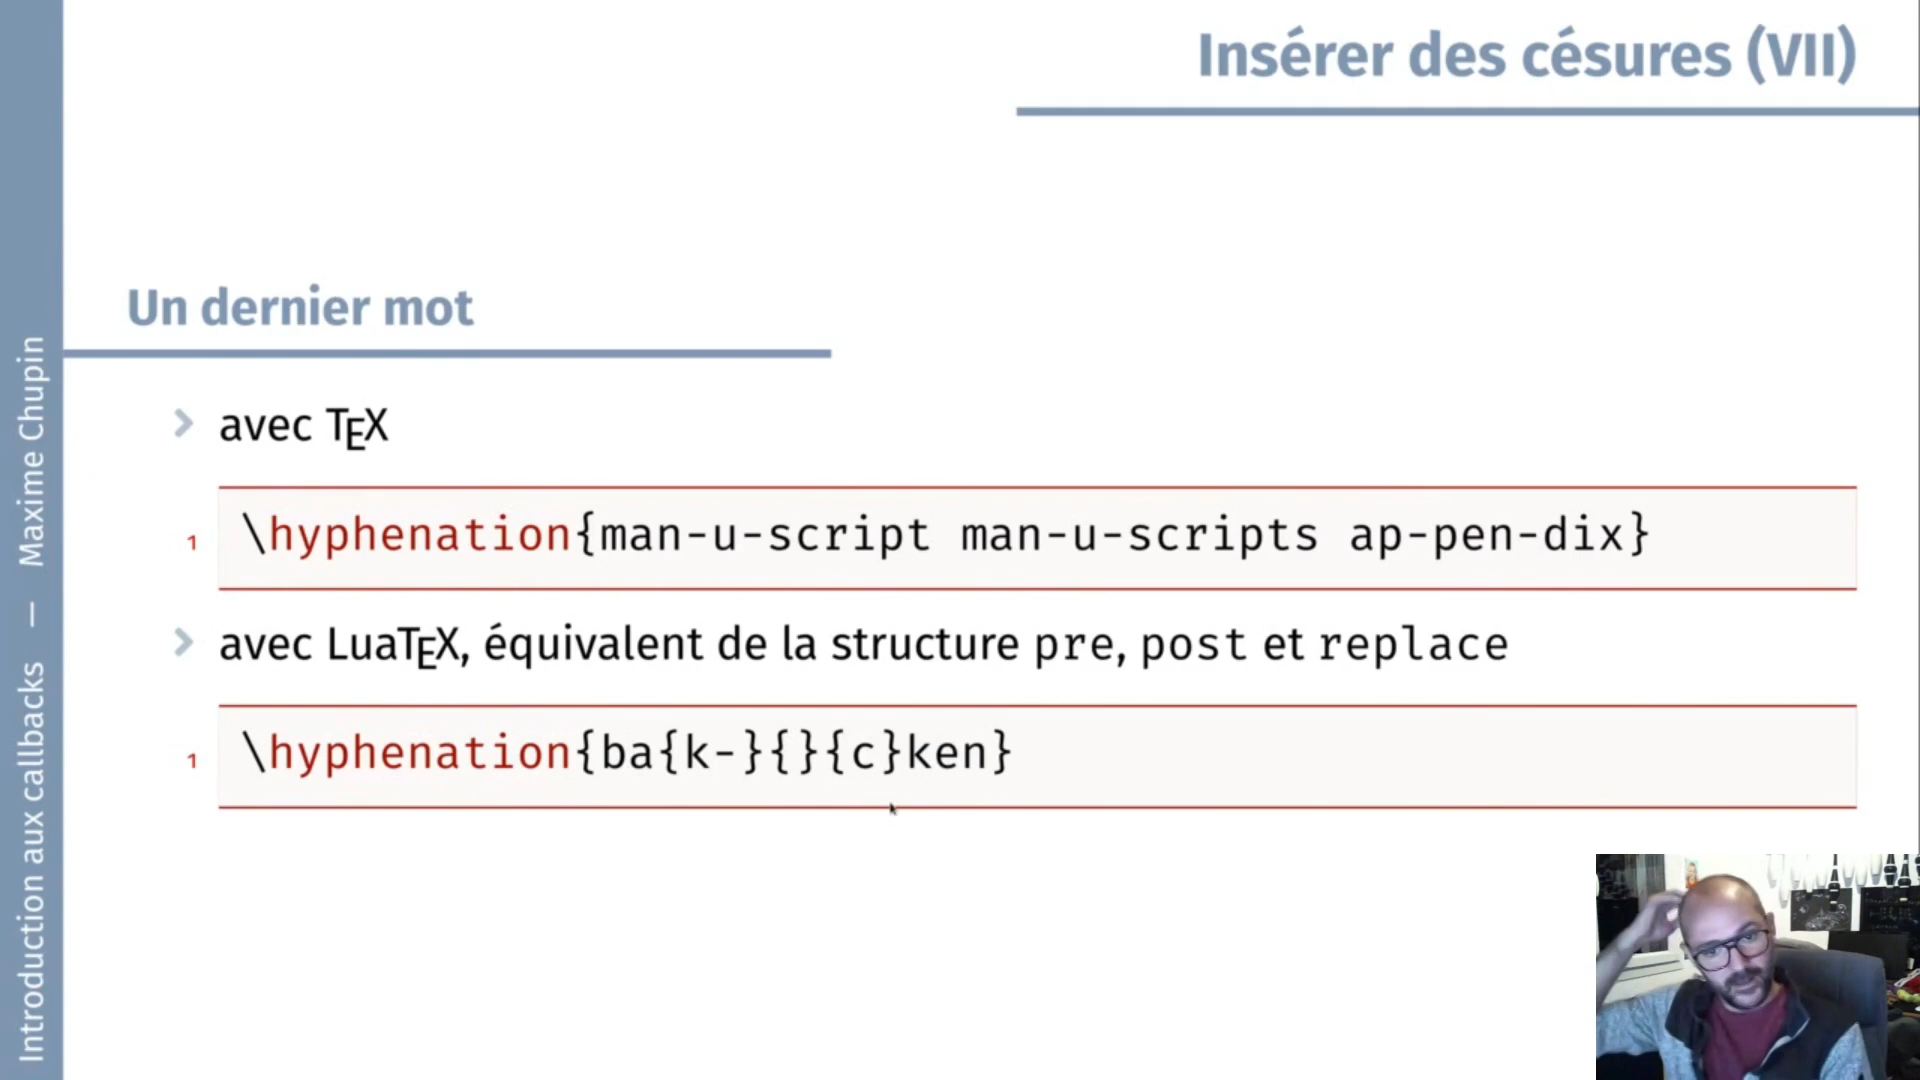 Insérer des césures (VII)
Un dernier mot
avec TEX
1 \hyphenation{man-u-script man-u-scripts ap-pen-dix}
avec LuaTEX, équivalent de la structure pre, post et replace
1 \hyphenation{ba{k-}{}{c}ken}
Introduction aux callbacks — Maxime Chupin